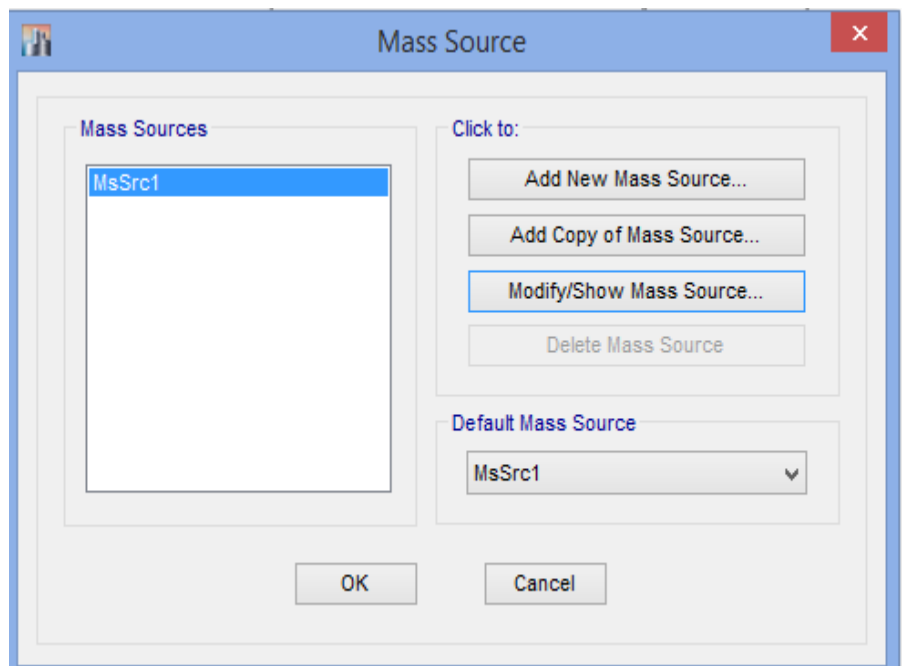 Mass Source
Mass Sources
MsSrc1
Click to:
Add New Mass Source...
Add Copy of Mass Source...
Modify/Show Mass Source...
Delete Mass Source
Default Mass Source
MsSrc1
OK
Cancel